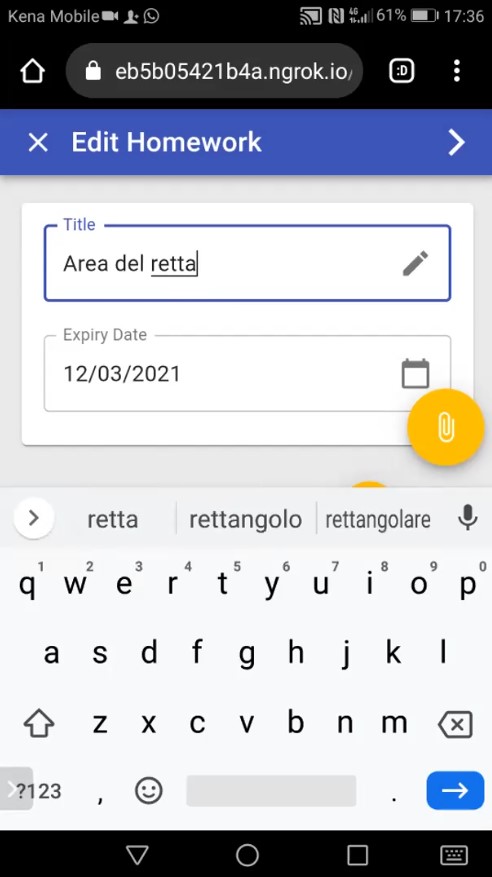 Kena Mobile 4G 61% 17:36
eb5b05421b4a.ngrok.io/ :D
Edit Homework
Title
Area del retta
Expiry Date
12/03/2021
retta rettangolo rettangolare
1 2 3 4 5 6 7 8 9 0
q w e r t y u i o p
a s d f g h j k l
z x c v b n m
?123 , .